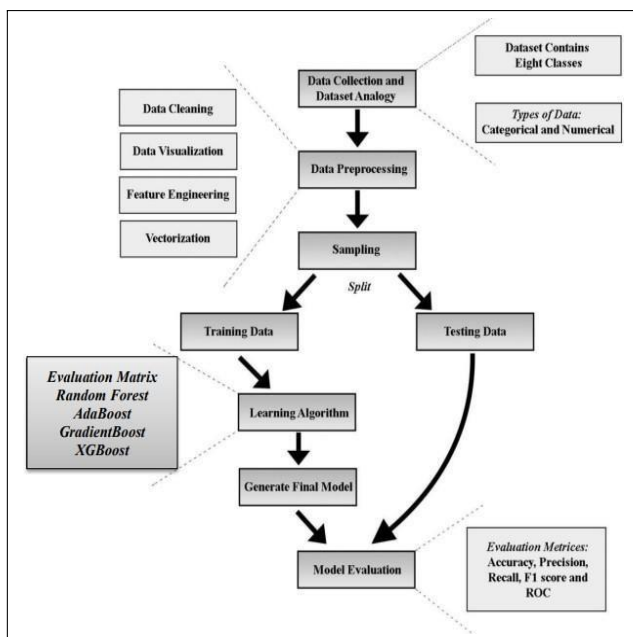 Dataset Contains
Eight Classes
Data Collection and
Dataset Analogy
Types of Data:
Categorical and Numerical
Data Cleaning
Data Visualization
Feature Engineering
Vectorization
Data Preprocessing
Sampling
Split
Training Data
Testing Data
Evaluation Matrix
Random Forest
AdaBoost
GradientBoost
XGBoost
Learning Algorithm
Generate Final Model
Model Evaluation
Evaluation Metrices:
Accuracy, Precision,
Recall, F1 score and
ROC